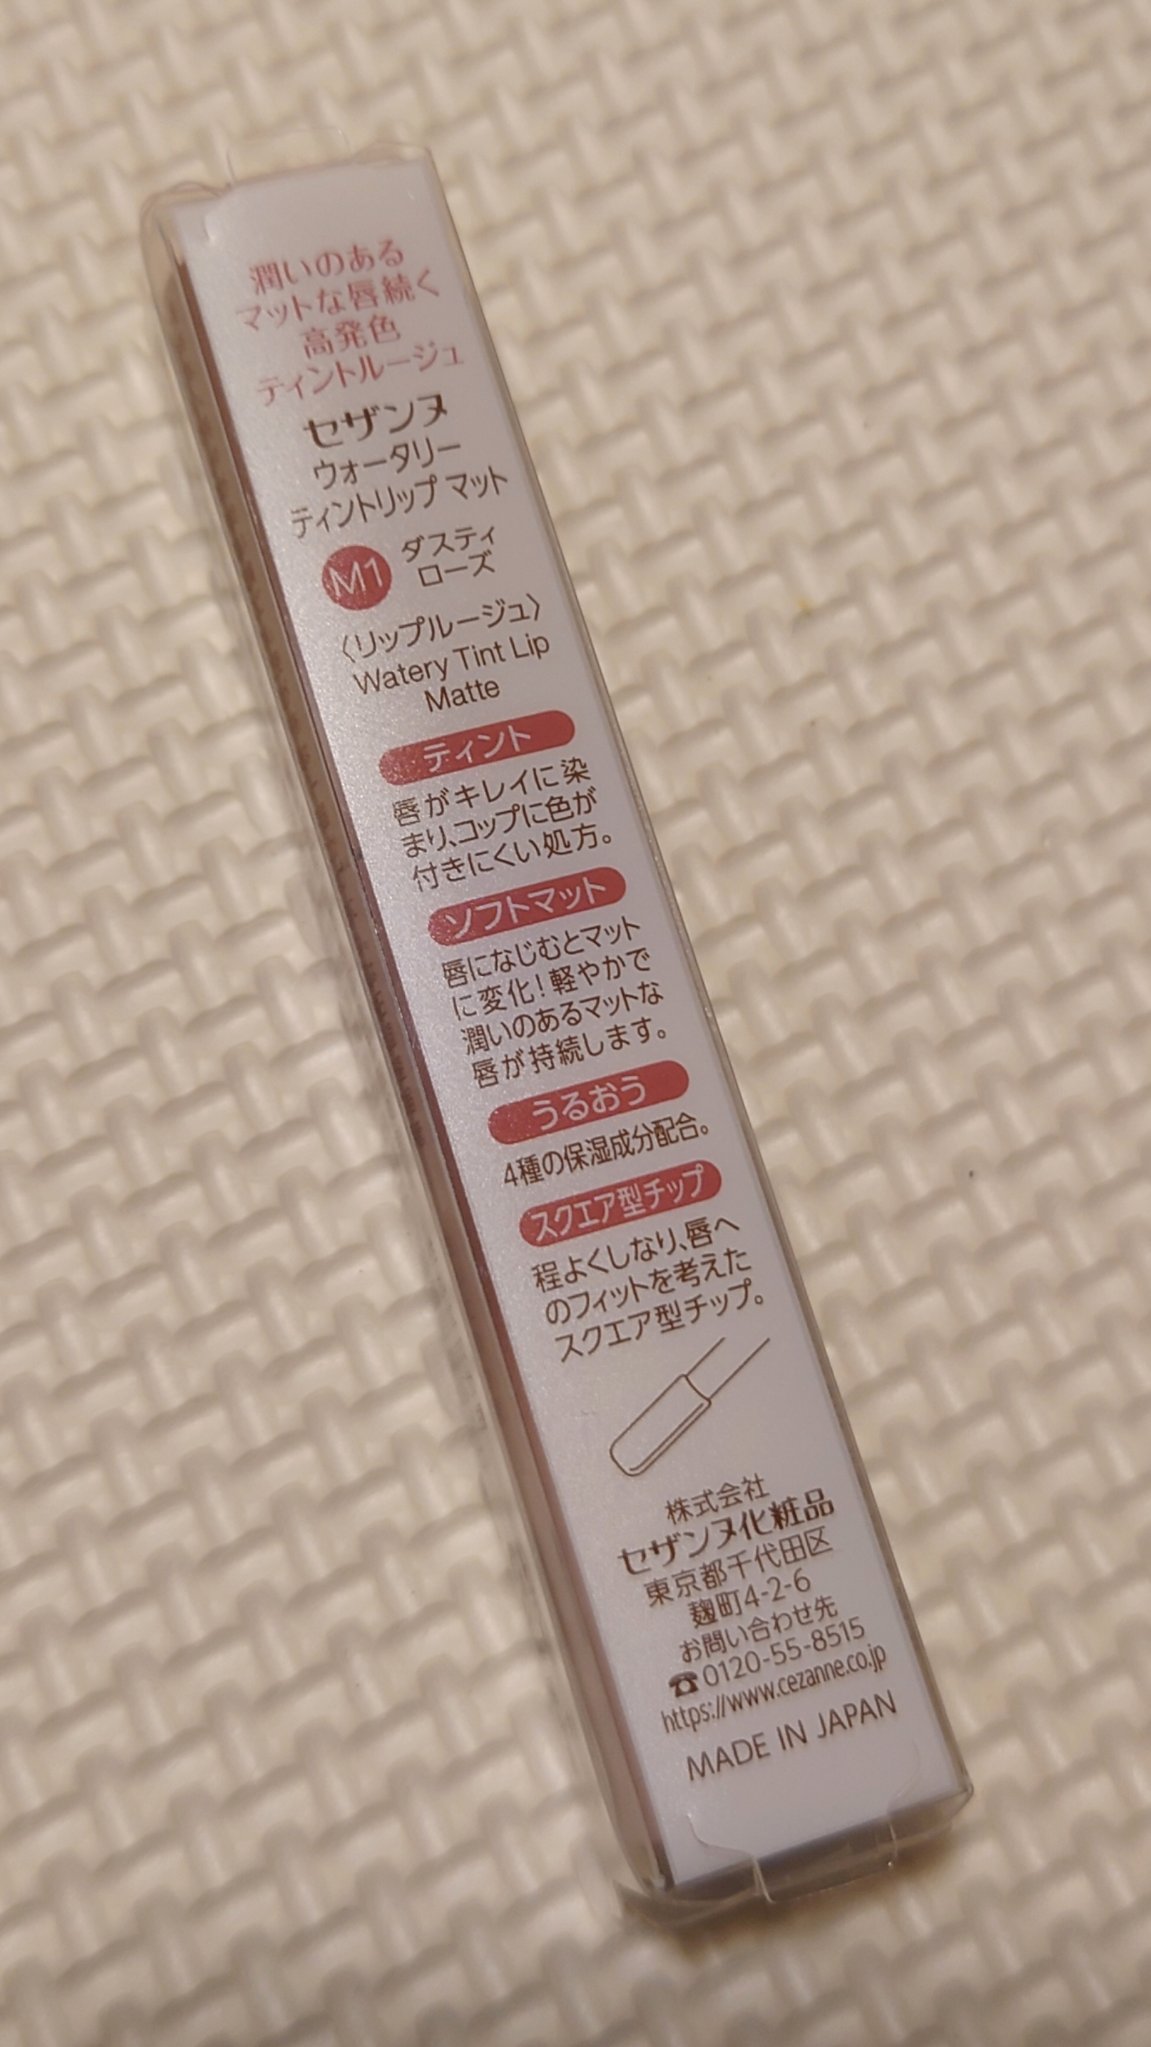 潤いのある
マットな唇続く
高発色
ティントルージュ
セザンヌ
ウォータリー
ティントリップ マット
M1 ダスティ
ローズ
〈リップルージュ〉
Watery Tint Lip
Matte
ティント
唇がキレイに染
まり、コップに色が
付きにくい処方。
ソフトマット
唇になじむとマット
に変化!軽やかで
潤いのあるマットな
唇が持続します。
うるおう
4種の保湿成分配合。
スクエア型チップ
程よくしなり、唇へ
のフィットを考えた
スクエア型チップ。
株式会社
セザンヌ化粧品
東京都千代田区
麹町4-2-6
お問い合わせ先
☎0120-55-8515
https://www.cezanne.co.jp
MADE IN JAPAN